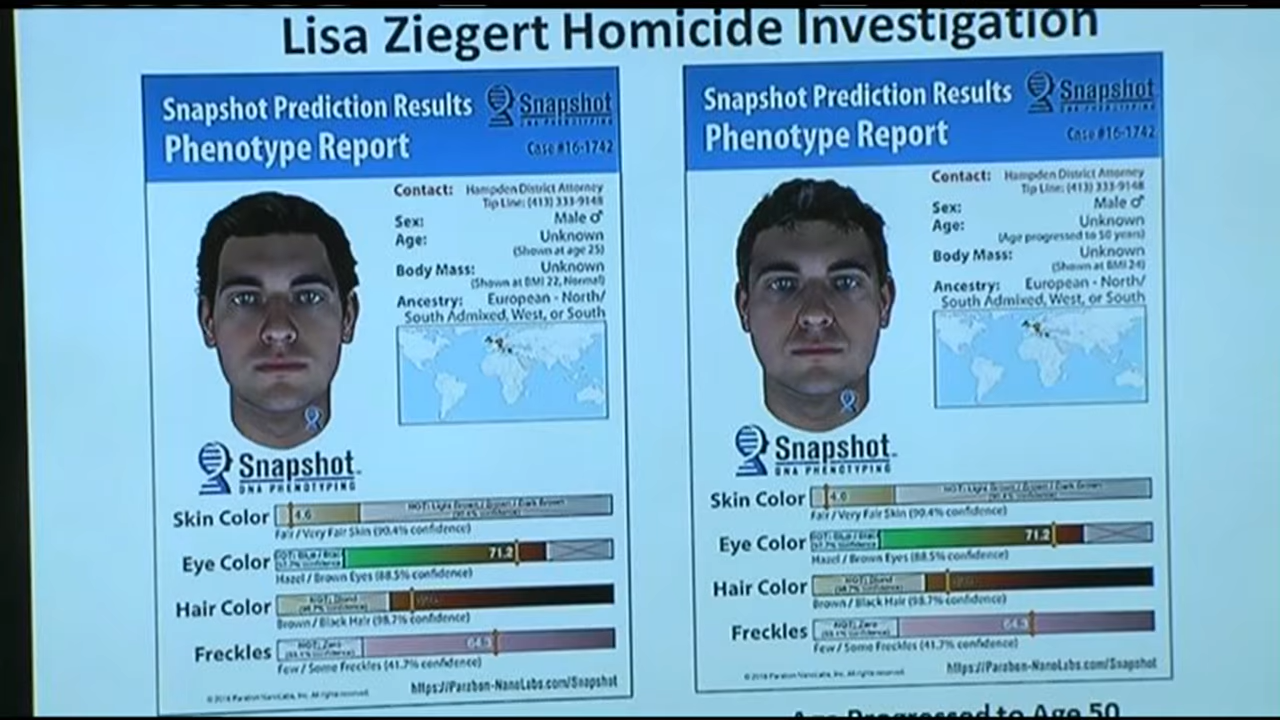 Lisa Ziegert Homicide Investigation
Snapshot Prediction Results
Phenotype Report
Snapshot
DNA PHENOTYPING
Case #16-1742
Contact: Hampden District Attorney
Tip Line: (413) 333-9148
Sex: Male ♂
Age: Unknown
(Shown at age 25)
Body Mass: Unknown
(Shown at BMI 22, Normal)
Ancestry: European - North/
South Admixed, West, or South
Snapshot
DNA PHENOTYPING
Skin Color 4.6
Fair / Very Fair Skin (90.4% confidence)
Eye Color 71.2
Hazel / Brown Eyes (88.5% confidence)
Hair Color
Brown / Black Hair (98.7% confidence)
Freckles
Few / Some Freckles (41.7% confidence)
https://Parabon-NanoLabs.com/Snapshot
Snapshot Prediction Results
Phenotype Report
Snapshot
DNA PHENOTYPING
Case #16-1742
Contact: Hampden District Attorney
Tip Line: (413) 333-9148
Sex: Male ♂
Age: Unknown
(Age progressed to 50 years)
Body Mass: Unknown
(Shown at BMI 24)
Ancestry: European - North/
South Admixed, West, or South
Snapshot
DNA PHENOTYPING
Skin Color 4.6
Fair / Very Fair Skin (90.4% confidence)
Eye Color 71.2
Hazel / Brown Eyes (88.5% confidence)
Hair Color
Brown / Black Hair (98.7% confidence)
Freckles
Few / Some Freckles (41.7% confidence)
https://Parabon-NanoLabs.com/Snapshot
Age Progressed to Age 50